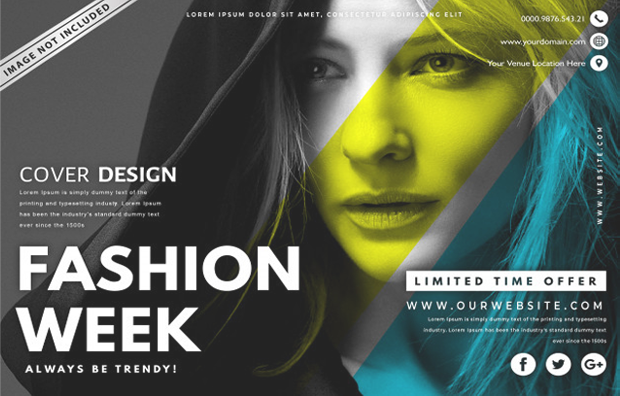 IMAGE NOT INCLUDED
LOREM IPSUM DOLOR SIT AMET, CONSECTETUR ADIPISCING ELIT
0000.9876.543.21
www.yourdomain.com
Your Venue Location Here
WWW.WEBSITE.COM
COVER DESIGN
Lorem Ipsum is simply dummy text of the
printing and typesetting industry. Lorem Ipsum
has been the industry's standard dummy text
ever since the 1500s
FASHION
WEEK
ALWAYS BE TRENDY!
LIMITED TIME OFFER
WWW.OURWEBSITE.COM
Lorem Ipsum is simply dummy text of the printing and typesetting
industry. Lorem Ipsum has been the industry's standard dummy text
ever since the 1500s
f
G+